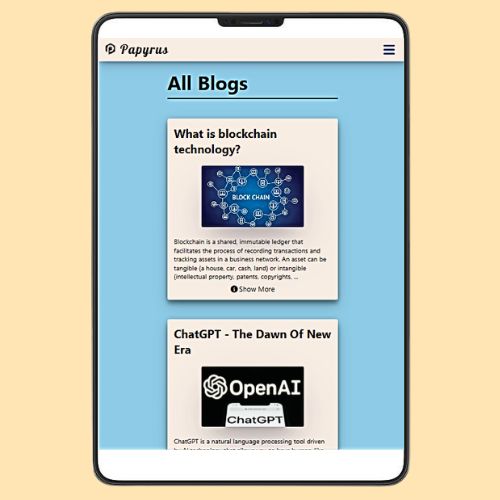 Papyrus
All Blogs
What is blockchain
technology?
BLOCK CHAIN
Blockchain is a shared, immutable ledger that
facilitates the process of recording transactions and
tracking assets in a business network. An asset can be
tangible (a house, car, cash, land) or intangible
(intellectual property, patents, copyrights, ...
Show More
ChatGPT - The Dawn Of New
Era
OpenAI
ChatGPT
ChatGPT is a natural language processing tool driven